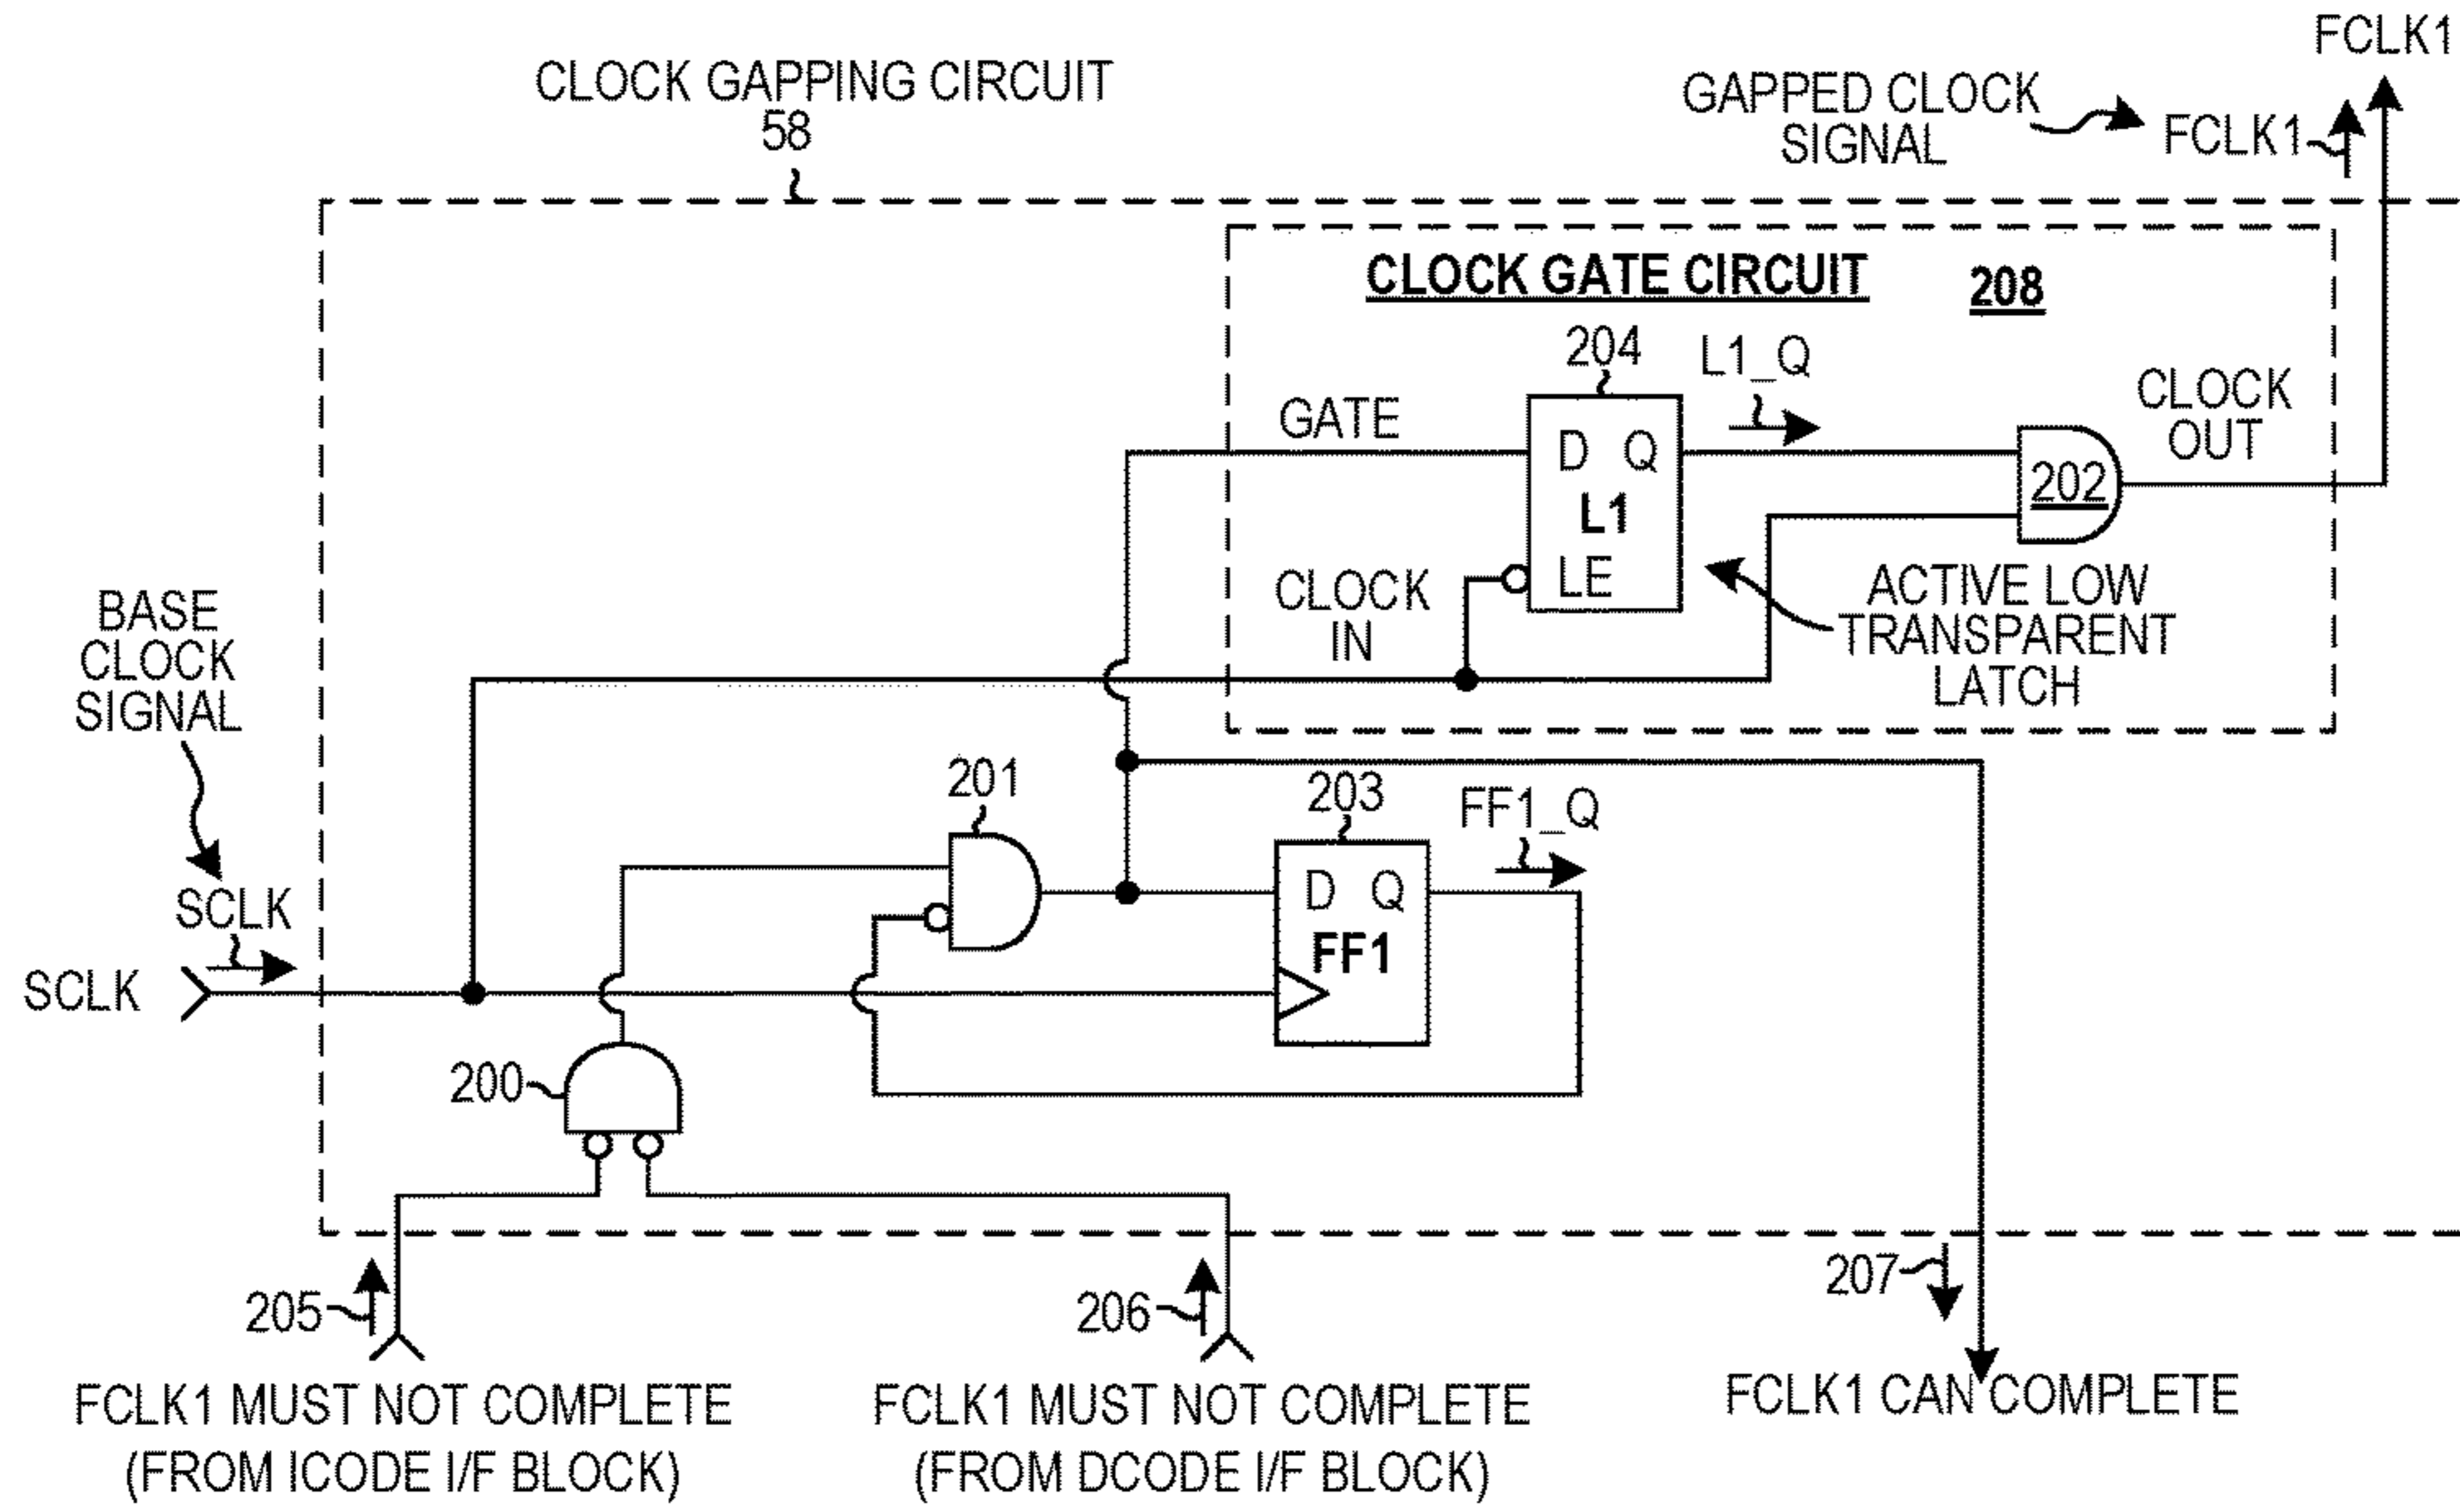 FCLK1
CLOCK GAPPING CIRCUIT
58
GAPPED CLOCK
SIGNAL
FCLK1
CLOCK GATE CIRCUIT
208
204
L1_Q
CLOCK
OUT
GATE
D Q
L1
LE
202
CLOCK
IN
ACTIVE LOW
TRANSPARENT
LATCH
BASE
CLOCK
SIGNAL
201
203
FF1_Q
D Q
FF1
SCLK
SCLK
200
205
206
207
FCLK1 MUST NOT COMPLETE
(FROM ICODE I/F BLOCK)
FCLK1 MUST NOT COMPLETE
(FROM DCODE I/F BLOCK)
FCLK1 CAN COMPLETE